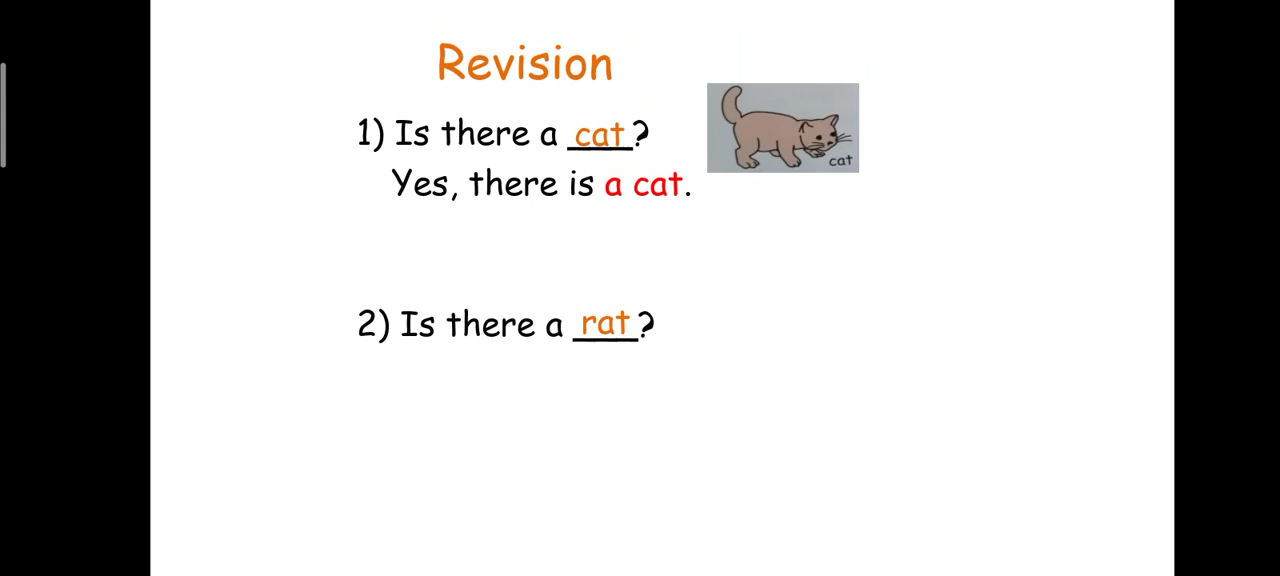 Revision
1) Is there a cat?
cat
Yes, there is a cat.
2) Is there a rat?